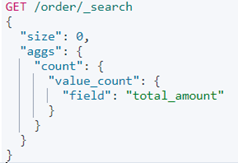 GET /order/_search
{
  "size": 0,
  "aggs": {
    "count": {
      "value_count": {
        "field": "total_amount"
      }
    }
  }
}